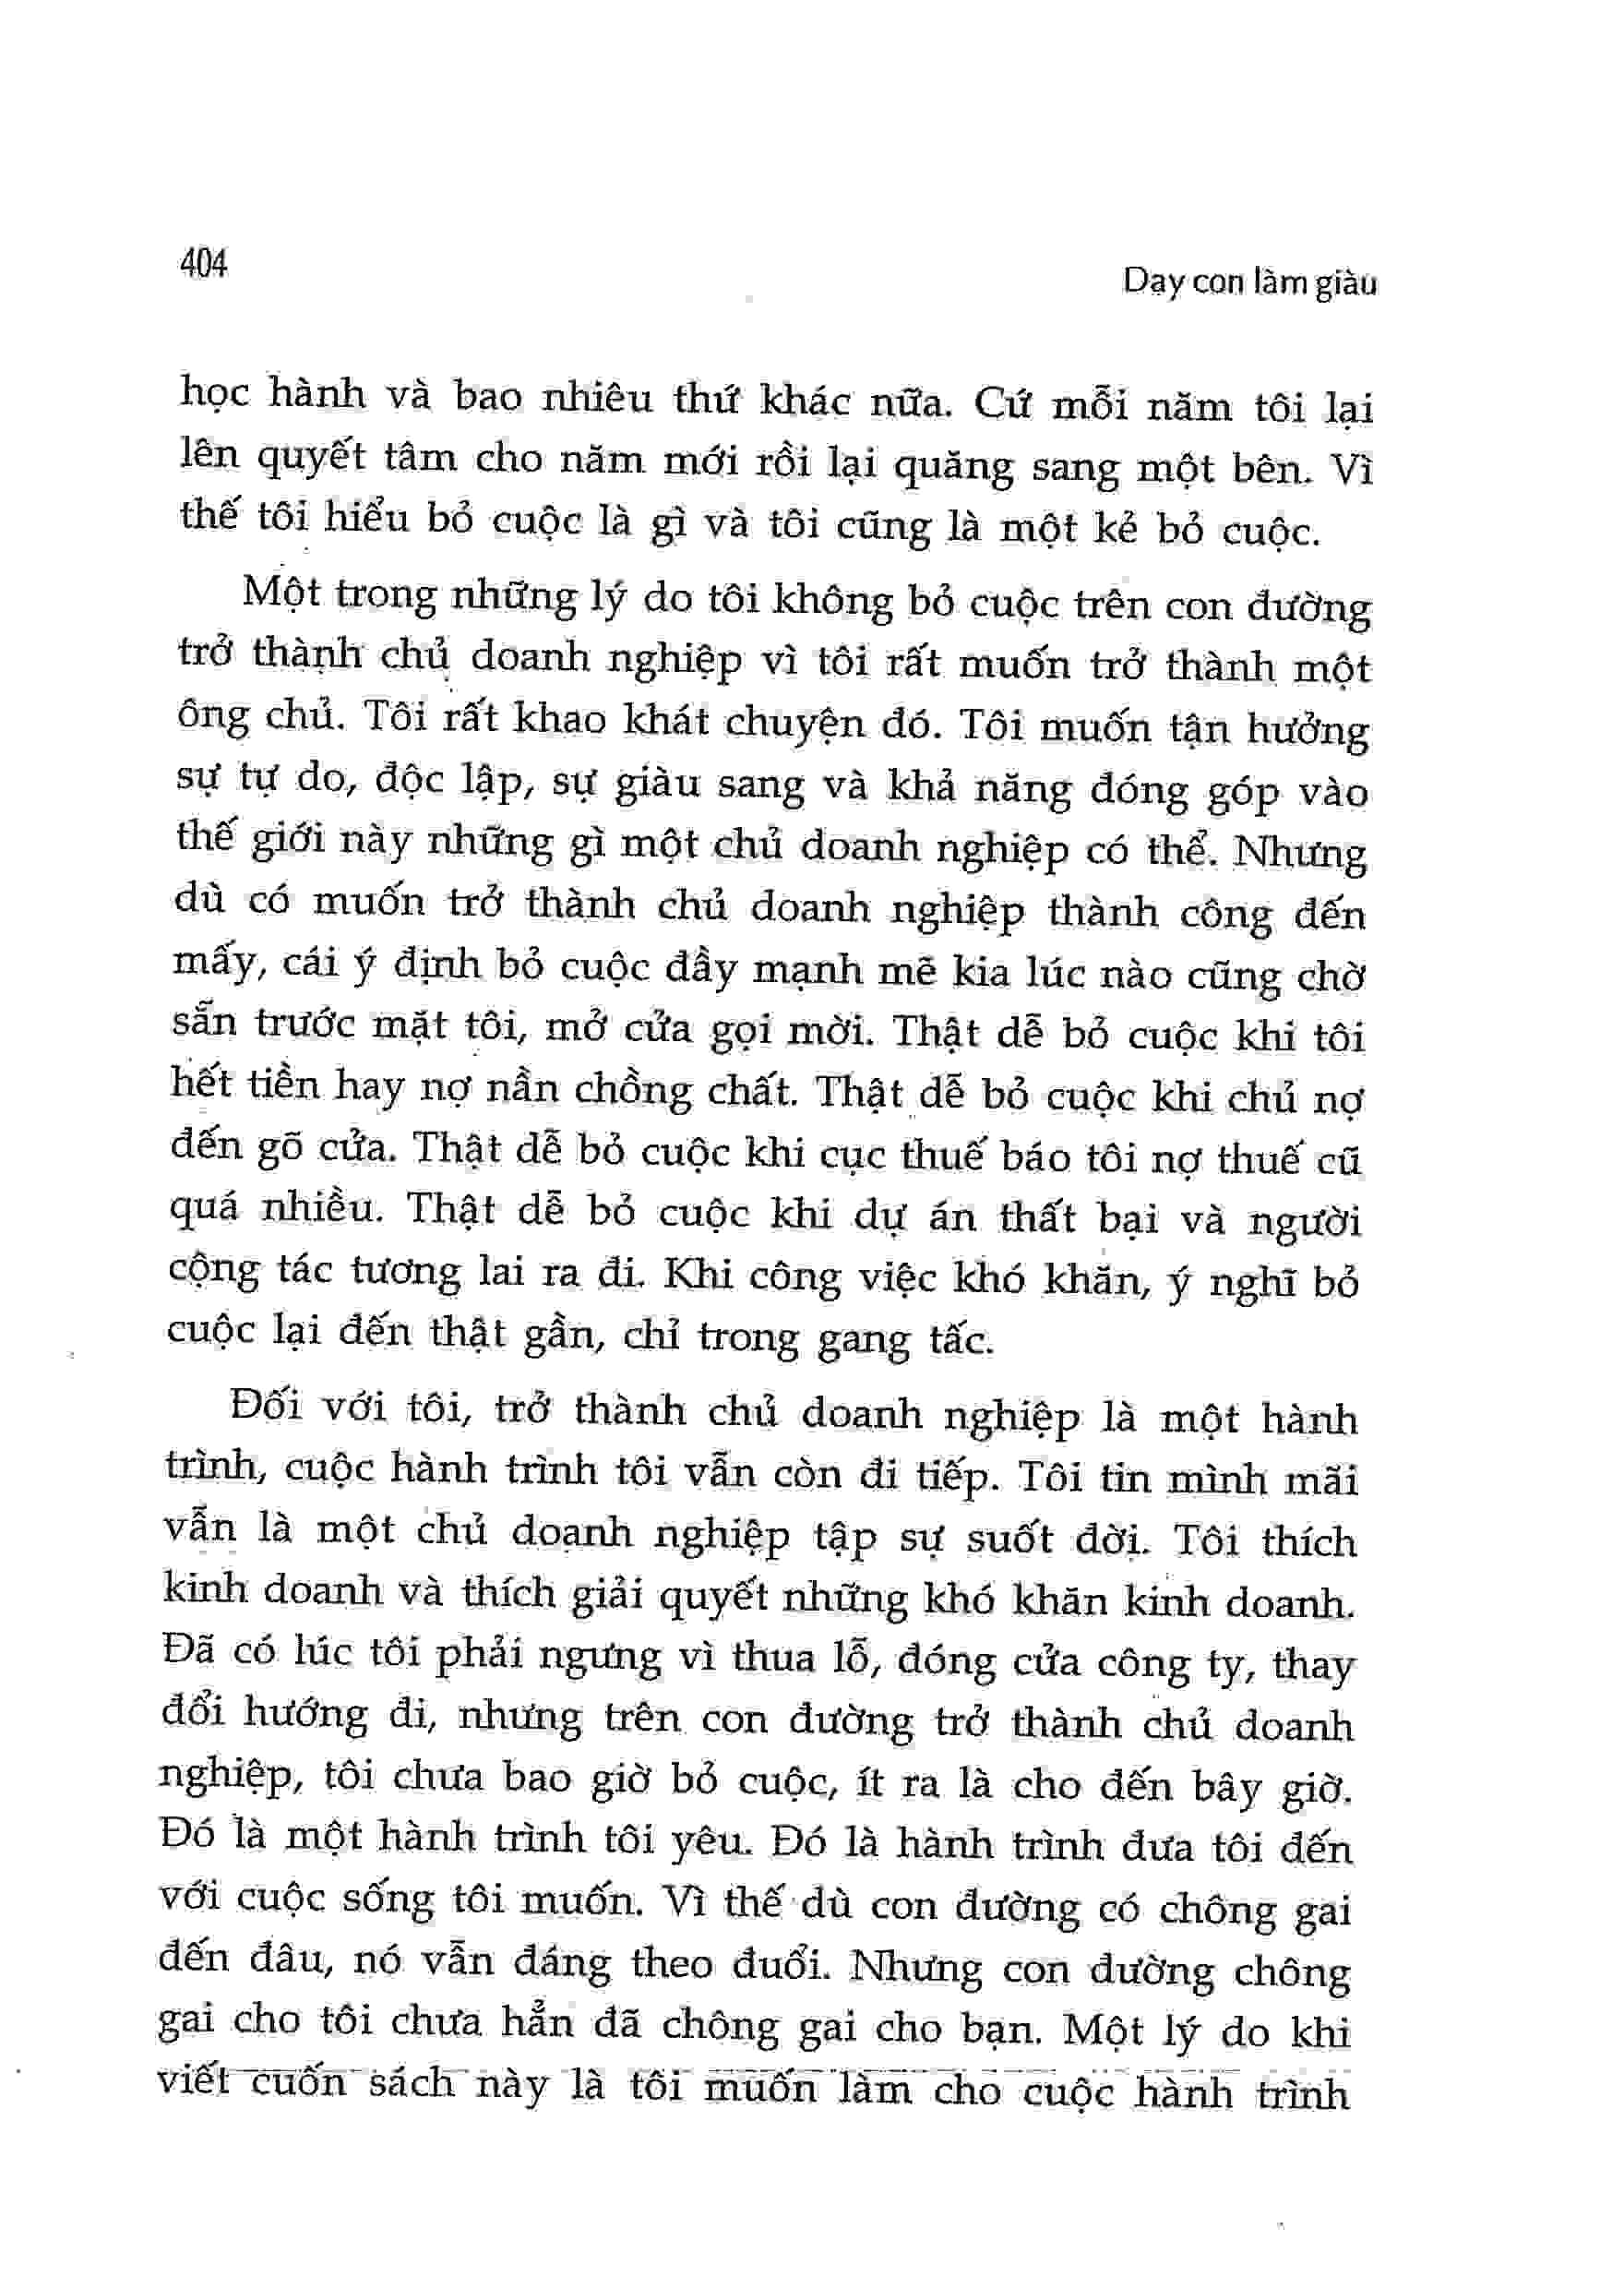 404
Dạy con làm giàu
học hành và bao nhiêu thứ khác nữa. Cứ mỗi năm tôi lại
lên quyết tâm cho năm mới rồi lại quăng sang một bên. Vì
thế tôi hiểu bỏ cuộc là gì và tôi cũng là một kẻ bỏ cuộc.
Một trong những lý do tôi không bỏ cuộc trên con đường
trở thành chủ doanh nghiệp vì tôi rất muốn trở thành một
ông chủ. Tôi rất khao khát chuyện đó. Tôi muốn tận hưởng
sự tự do, độc lập, sự giàu sang và khả năng đóng góp vào
thế giới này những gì một chủ doanh nghiệp có thể. Nhưng
dù có muốn trở thành chủ doanh nghiệp thành công đến
mấy, cái ý định bỏ cuộc đầy mạnh mẽ kia lúc nào cũng chờ
sẵn trước mặt tôi, mở cửa gọi mời. Thật dễ bỏ cuộc khi tôi
hết tiền hay nợ nần chồng chất. Thật dễ bỏ cuộc khi chủ nợ
đến gõ cửa. Thật dễ bỏ cuộc khi cục thuế báo tôi nợ thuế cũ
quá nhiều. Thật dễ bỏ cuộc khi dự án thất bại và người
cộng tác tương lai ra đi. Khi công việc khó khăn, ý nghĩ bỏ
cuộc lại đến thật gần, chỉ trong gang tấc.
Đối với tôi, trở thành chủ doanh nghiệp là một hành
trình, cuộc hành trình tôi vẫn còn đi tiếp. Tôi tin mình mãi
vẫn là một chủ doanh nghiệp tập sự suốt đời. Tôi thích
kinh doanh và thích giải quyết những khó khăn kinh doanh.
Đã có lúc tôi phải ngưng vì thua lỗ, đóng cửa công ty, thay
đổi hướng đi, nhưng trên con đường trở thành chủ doanh
nghiệp, tôi chưa bao giờ bỏ cuộc, ít ra là cho đến bây giờ.
Đó là một hành trình tôi yêu. Đó là hành trình đưa tôi đến
với cuộc sống tôi muốn. Vì thế dù con đường có chông gai
đến đâu, nó vẫn đáng theo đuổi. Nhưng con đường chông
gai cho tôi chưa hẳn đã chông gai cho bạn. Một lý do khi
viết cuốn sách này là tôi muốn làm cho cuộc hành trình